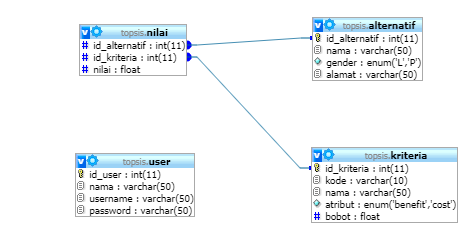 topsis.nilai
id_alternatif : int(11)
id_kriteria : int(11)
nilai : float
topsis.alternatif
id_alternatif : int(11)
nama : varchar(50)
gender : enum('L','P')
alamat : varchar(50)
topsis.user
id_user : int(11)
nama : varchar(50)
username : varchar(50)
password : varchar(50)
topsis.kriteria
id_kriteria : int(11)
kode : varchar(10)
nama : varchar(50)
atribut : enum('benefit','cost')
bobot : float